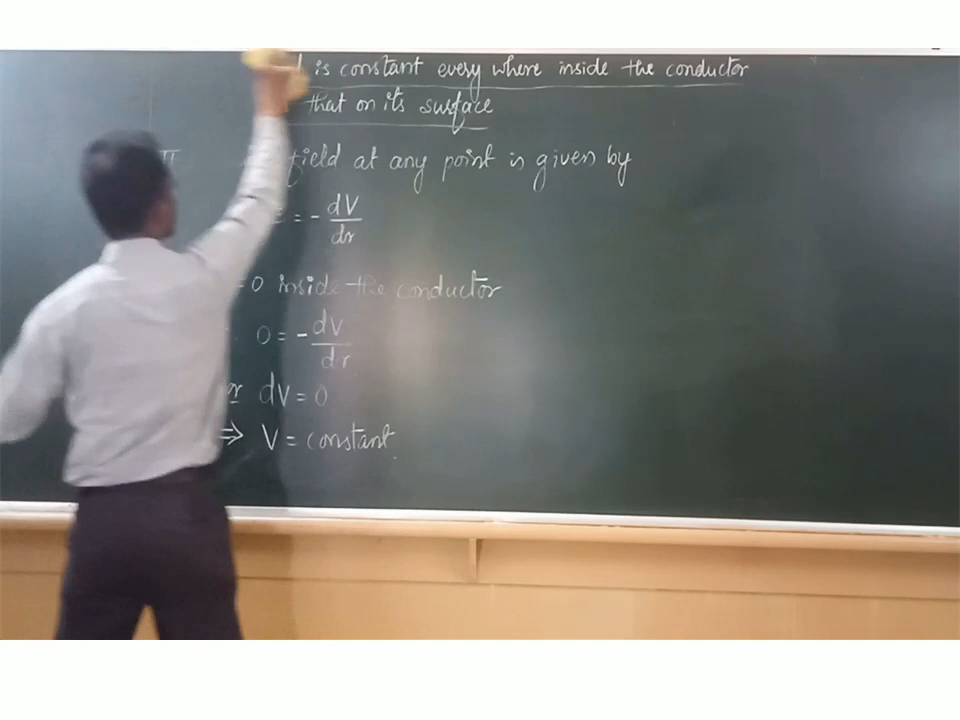 is constant every where inside the conductor
that on its surface
field at any point is given by
= - dV/dr
= 0 inside the conductor
0 = - dV/dr
or dV = 0
⇒ V = constant